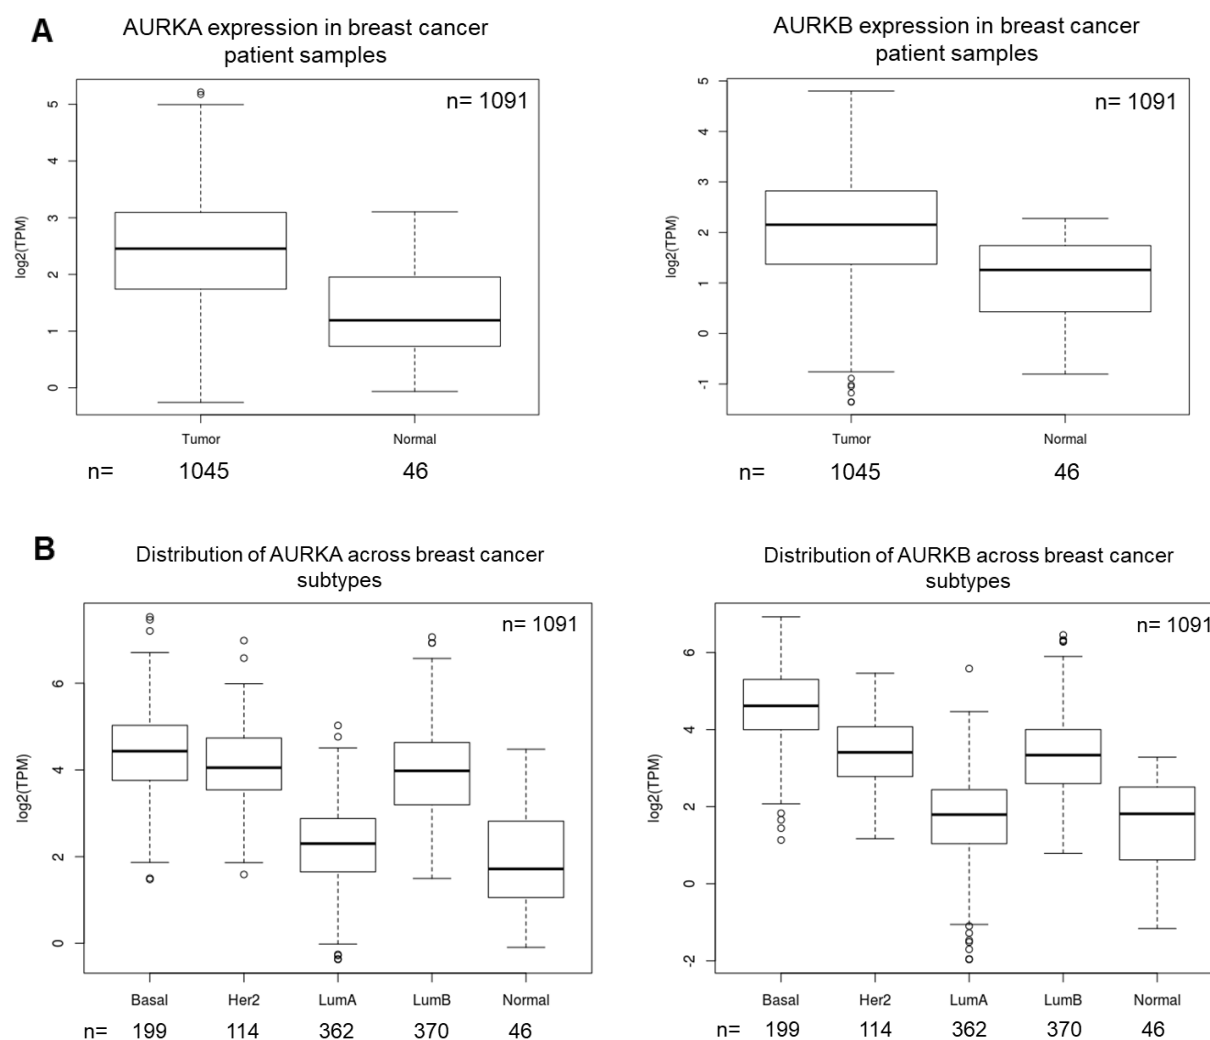 A
AURKA expression in breast cancer
patient samples
n= 1091
5
4
3
2
1
0
log2(TPM)
Tumor Normal
n= 1045 46
AURKB expression in breast cancer
patient samples
n= 1091
5
4
3
2
1
0
-1
log2(TPM)
Tumor Normal
n= 1045 46
B
Distribution of AURKA across breast cancer
subtypes
n= 1091
6
4
2
0
log2(TPM)
Basal Her2 LumA LumB Normal
n= 199 114 362 370 46
Distribution of AURKB across breast cancer
subtypes
n= 1091
6
4
2
0
-2
log2(TPM)
Basal Her2 LumA LumB Normal
n= 199 114 362 370 46